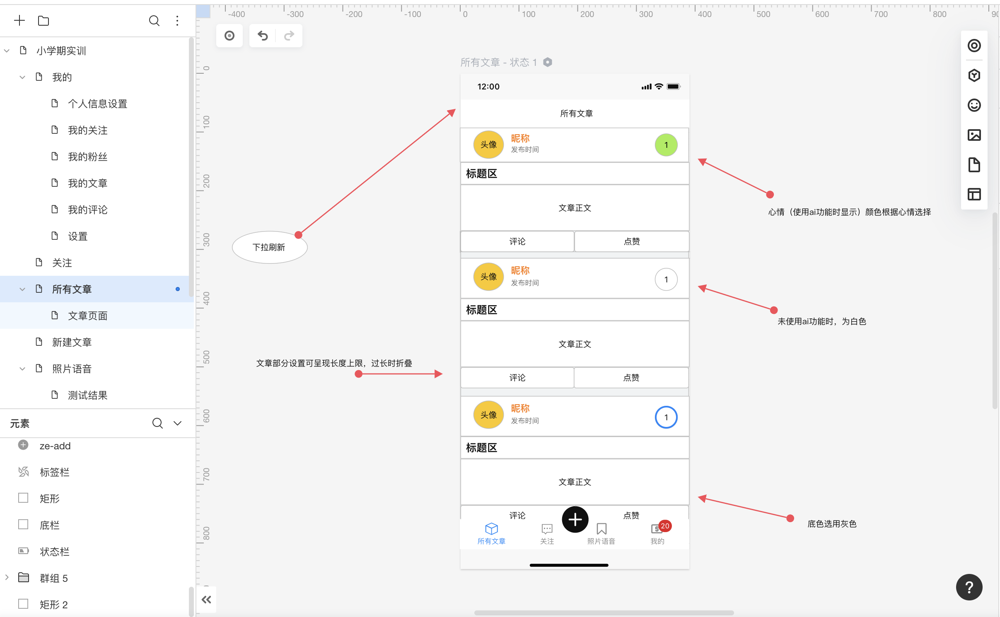 -400 -300 -200 -100 0 100 200 300 400 500 600 700 800
小学期实训
我的
个人信息设置
我的关注
我的粉丝
我的文章
我的评论
设置
关注
所有文章
文章页面
新建文章
照片语音
测试结果
元素
ze-add
标签栏
矩形
底栏
状态栏
群组 5
矩形 2
0
100
200
300
400
500
600
700
800
所有文章 - 状态 1
12:00
所有文章
头像
昵称
发布时间
1
标题区
文章正文
评论 点赞
头像
昵称
发布时间
1
标题区
文章正文
评论 点赞
头像
昵称
发布时间
1
标题区
文章正文
评论 点赞
所有文章 关注 照片语音 我的
20
下拉刷新
文章部分设置可呈现长度上限，过长时折叠
心情（使用ai功能时显示）颜色根据心情选择
未使用ai功能时，为白色
底色选用灰色
?